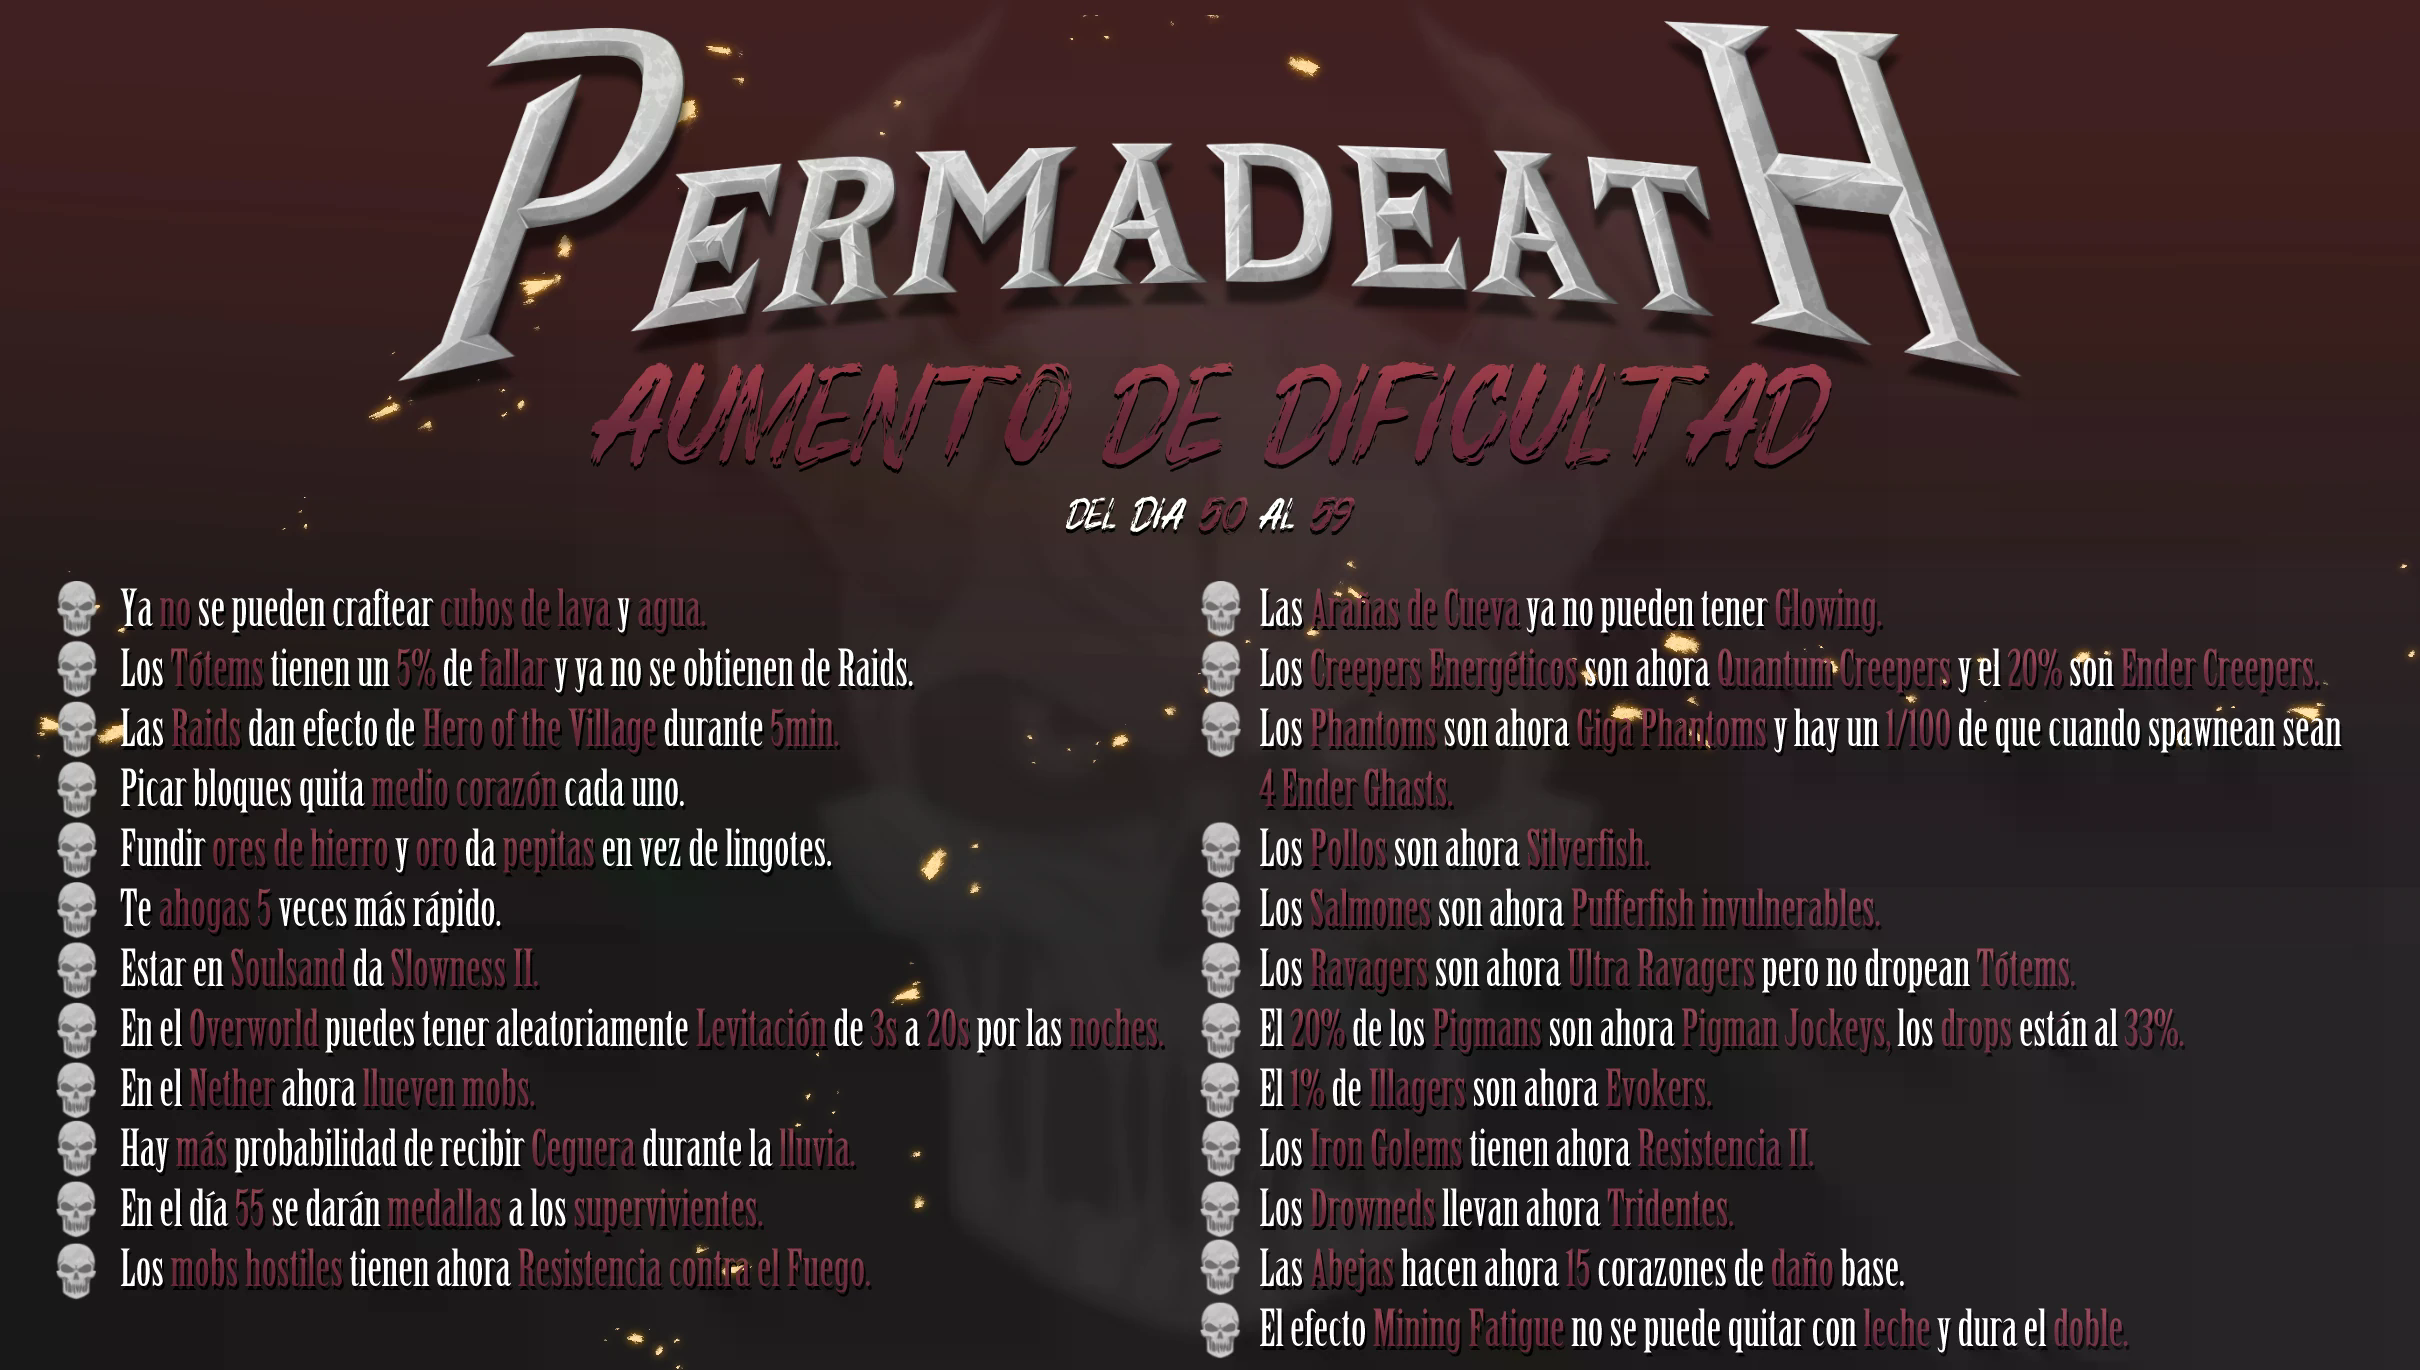 PERMADEATH
AUMENTO DE DIFICULTAD
DEL DÍA 50 AL 59
Ya no se pueden craftear cubos de lava y agua.
Los Tótems tienen un 5% de fallar y ya no se obtienen de Raids.
Las Raids dan efecto de Hero of the Village durante 5min.
Picar bloques quita medio corazón cada uno.
Fundir ores de hierro y oro da pepitas en vez de lingotes.
Te ahogas 5 veces más rápido.
Estar en Soulsand da Slowness II.
En el Overworld puedes tener aleatoriamente Levitación de 3s a 20s por las noches.
En el Nether ahora llueven mobs.
Hay más probabilidad de recibir Ceguera durante la lluvia.
En el día 55 se darán medallas a los supervivientes.
Los mobs hostiles tienen ahora Resistencia contra el Fuego.
Las Arañas de Cueva ya no pueden tener Glowing.
Los Creepers Energéticos son ahora Quantum Creepers y el 20% son Ender Creepers.
Los Phantoms son ahora Giga Phantoms y hay un 1/100 de que cuando spawnean sean
4 Ender Ghasts.
Los Pollos son ahora Silverfish.
Los Salmones son ahora Pufferfish invulnerables.
Los Ravagers son ahora Ultra Ravagers pero no dropean Tótems.
El 20% de los Pigmans son ahora Pigman Jockeys, los drops están al 33%.
El 1% de Illagers son ahora Evokers.
Los Iron Golems tienen ahora Resistencia II.
Los Drowneds llevan ahora Tridentes.
Las Abejas hacen ahora 15 corazones de daño base.
El efecto Mining Fatigue no se puede quitar con leche y dura el doble.